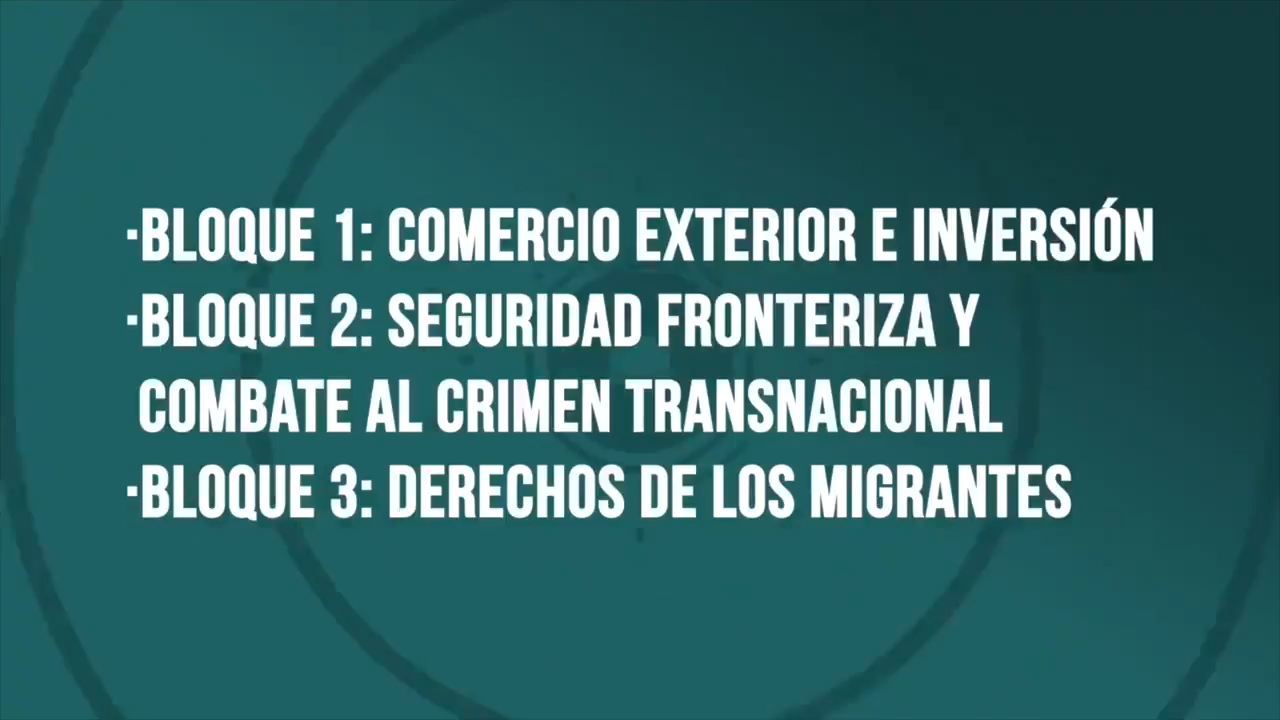 ·BLOQUE 1: COMERCIO EXTERIOR E INVERSIÓN
·BLOQUE 2: SEGURIDAD FRONTERIZA Y
COMBATE AL CRIMEN TRANSNACIONAL
·BLOQUE 3: DERECHOS DE LOS MIGRANTES